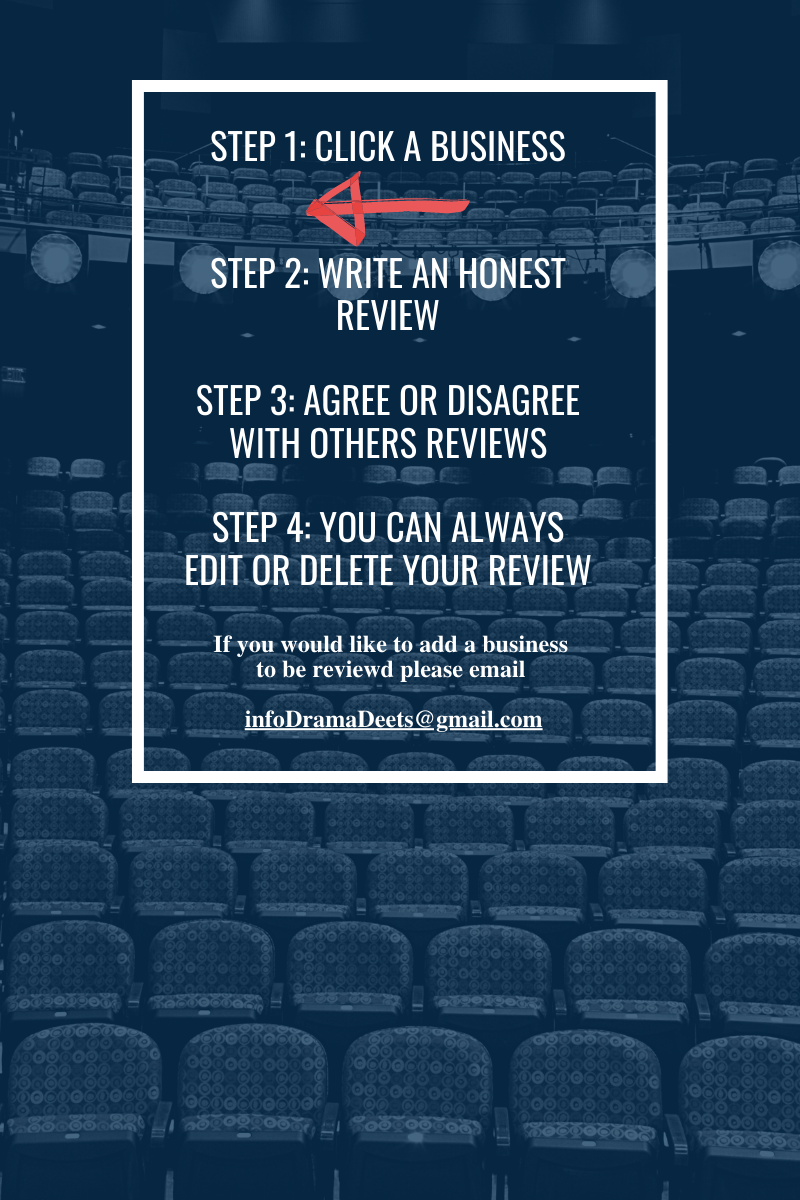 STEP 1: CLICK A BUSINESS
STEP 2: WRITE AN HONEST
REVIEW
STEP 3: AGREE OR DISAGREE
WITH OTHERS REVIEWS
STEP 4: YOU CAN ALWAYS
EDIT OR DELETE YOUR REVIEW
If you would like to add a business
to be reviewd please email
infoDramaDeets@gmail.com